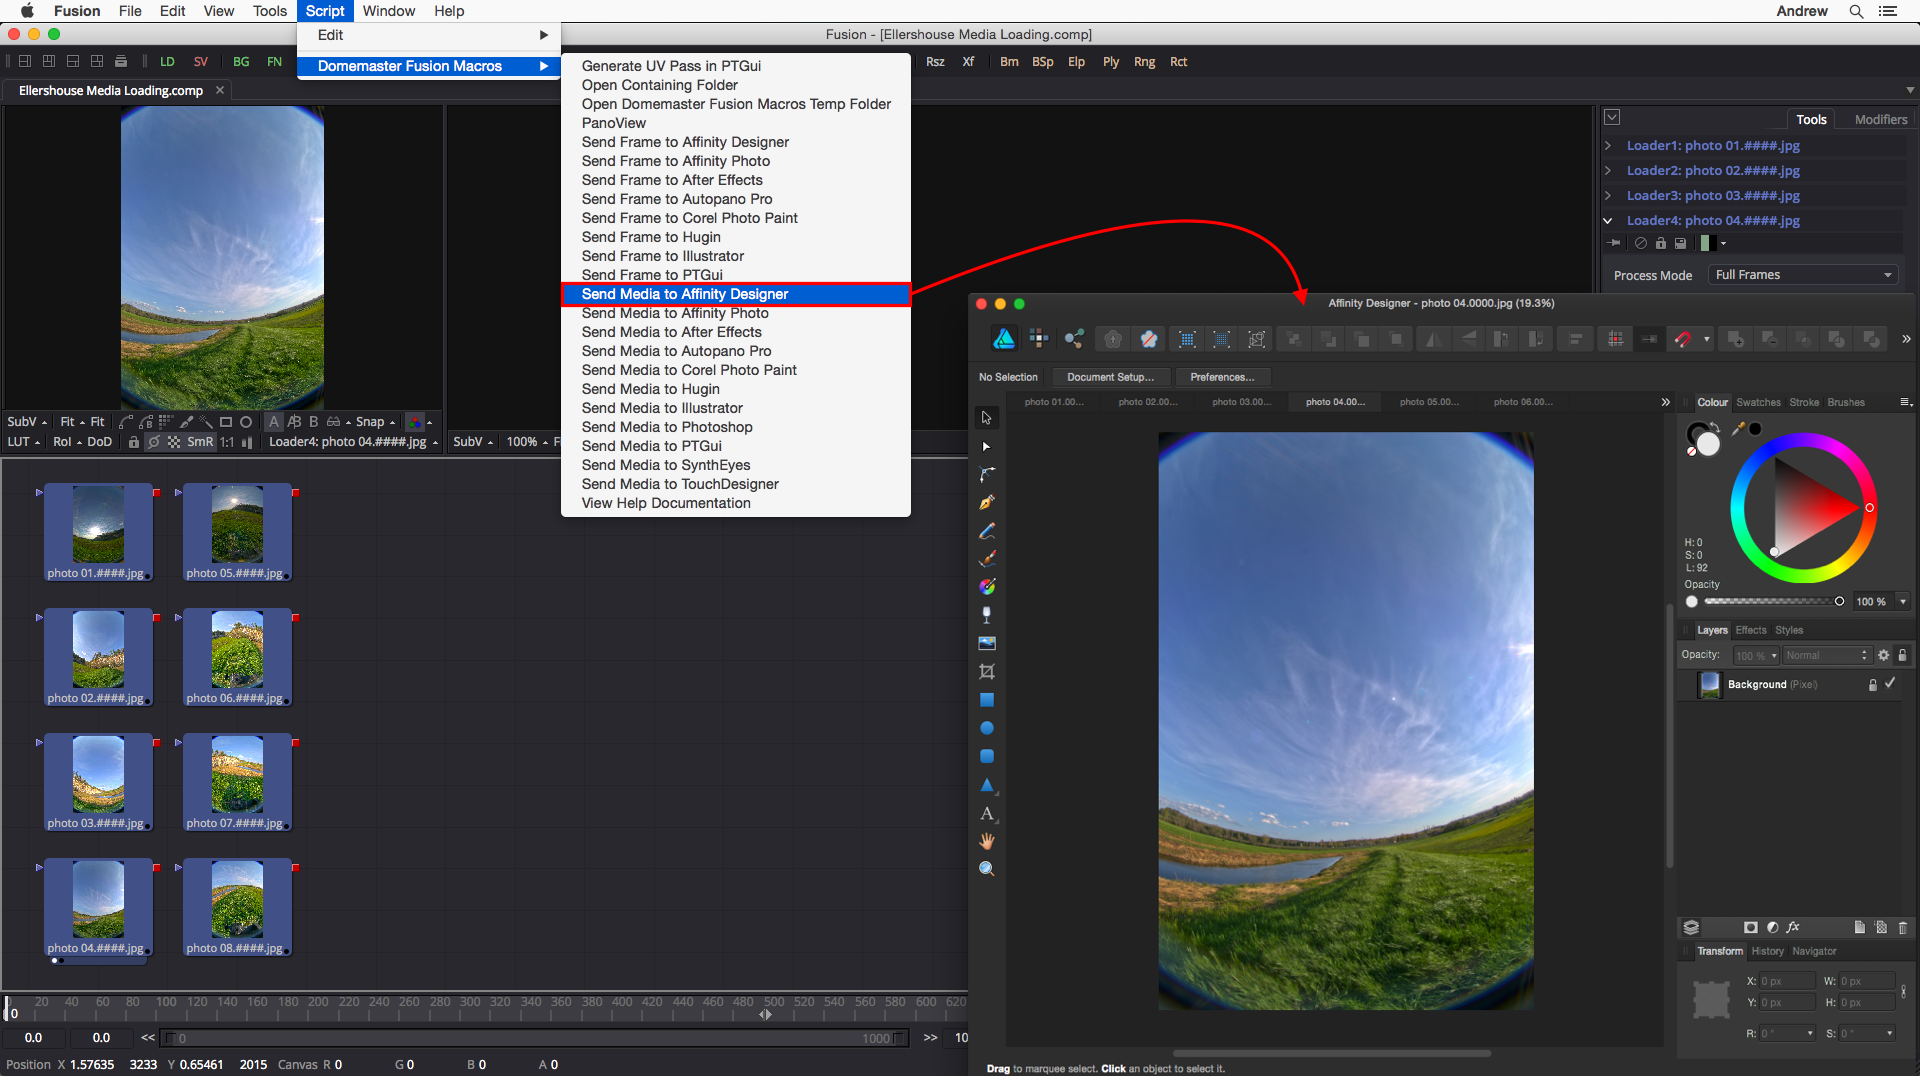 Fusion File Edit View Tools Script Window Help Andrew
Fusion - [Ellershouse Media Loading.comp]
Edit
Domemaster Fusion Macros
LD SV BG FN
Rsz Xf Bm BSp Elp Ply Rng Rct
Ellershouse Media Loading.comp
Generate UV Pass in PTGui
Open Containing Folder
Open Domemaster Fusion Macros Temp Folder
PanoView
Send Frame to Affinity Designer
Send Frame to Affinity Photo
Send Frame to After Effects
Send Frame to Autopano Pro
Send Frame to Corel Photo Paint
Send Frame to Hugin
Send Frame to Illustrator
Send Frame to PTGui
Send Media to Affinity Designer
Send Media to Affinity Photo
Send Media to After Effects
Send Media to Autopano Pro
Send Media to Corel Photo Paint
Send Media to Hugin
Send Media to Illustrator
Send Media to Photoshop
Send Media to PTGui
Send Media to SynthEyes
Send Media to TouchDesigner
View Help Documentation
Tools Modifiers
Loader1: photo 01.####.jpg
Loader2: photo 02.####.jpg
Loader3: photo 03.####.jpg
Loader4: photo 04.####.jpg
Process Mode Full Frames
SubV Fit Fit A B Snap
LUT RoI DoD SmR 1:1 Loader4: photo 04.####.jpg
SubV 100%
photo 01.####.jpg photo 05.####.jpg
photo 02.####.jpg photo 06.####.jpg
photo 03.####.jpg photo 07.####.jpg
photo 04.####.jpg photo 08.####.jpg
20 40 60 80 100 120 140 160 180 200 220 240 260 280 300 320 340 360 380 400 420 440 460 480 500 520 540 560 580 600 620
0
0.0 0.0 << 0 1000 >> 10
Position X 1.57635 3233 Y 0.65461 2015 Canvas R 0 G 0 B 0 A 0
Affinity Designer - photo 04.0000.jpg (19.3%)
No Selection Document Setup... Preferences...
photo 01.00... photo 02.00... photo 03.00... photo 04.00... photo 05.00... photo 06.00...
A
Colour Swatches Stroke Brushes
H: 0
S: 0
L: 92
Opacity
100 %
Layers Effects Styles
Opacity: 100 % Normal
Background (Pixel)
fx
Transform History Navigator
X: 0 px W: 0 px
Y: 0 px H: 0 px
R: 0 ° S: 0 °
Drag to marquee select. Click an object to select it.